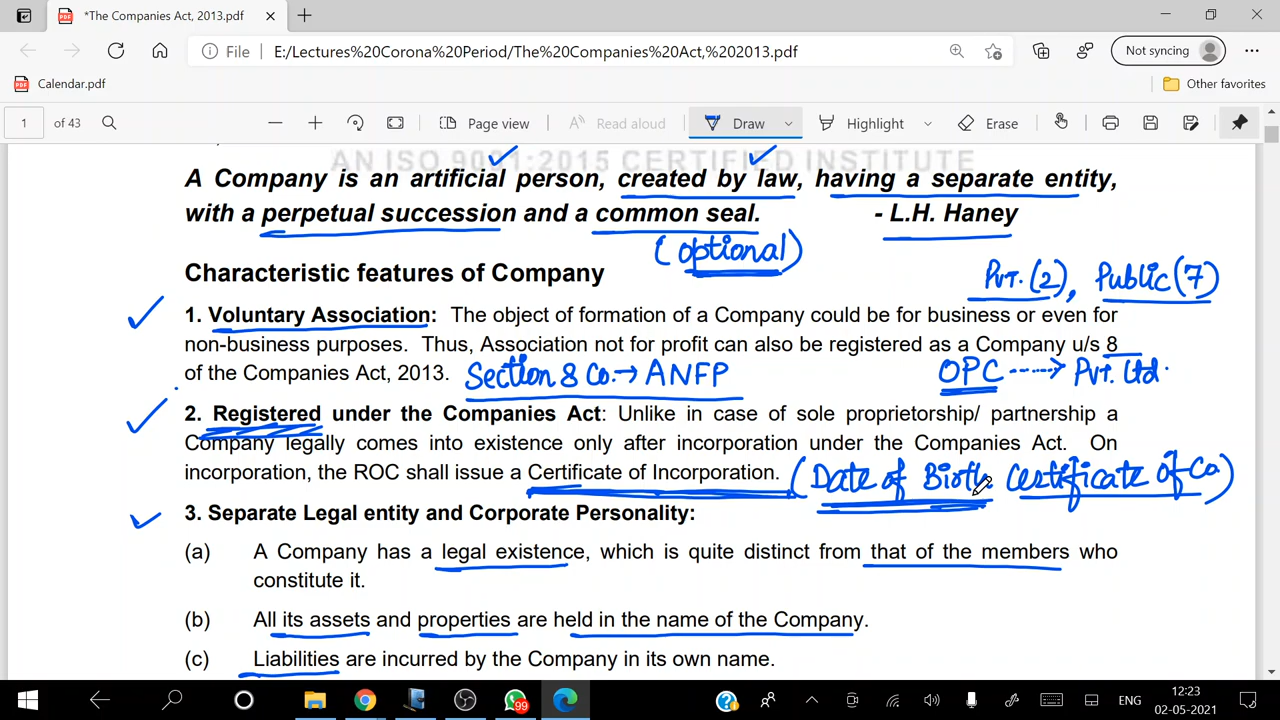 *The Companies Act, 2013.pdf
File E:/Lectures%20Corona%20Period/The%20Companies%20Act,%202013.pdf
Not syncing
Calendar.pdf
Other favorites
1 of 43
Page view
Read aloud
Draw
Highlight
Erase
AN ISO 9001:2015 CERTIFIED INSTITUTE
A Company is an artificial person, created by law, having a separate entity,
with a perpetual succession and a common seal. - L.H. Haney
(optional)
Characteristic features of Company
Pvt. (2), Public (7)
1. Voluntary Association: The object of formation of a Company could be for business or even for
non-business purposes. Thus, Association not for profit can also be registered as a Company u/s 8
of the Companies Act, 2013. Section 8 Co. → ANFP OPC ----> Pvt. Ltd.
2. Registered under the Companies Act: Unlike in case of sole proprietorship/ partnership a
Company legally comes into existence only after incorporation under the Companies Act. On
incorporation, the ROC shall issue a Certificate of Incorporation. (Date of Birth Certificate of Co)
3. Separate Legal entity and Corporate Personality:
(a) A Company has a legal existence, which is quite distinct from that of the members who
constitute it.
(b) All its assets and properties are held in the name of the Company.
(c) Liabilities are incurred by the Company in its own name.
99
ENG
12:23
02-05-2021